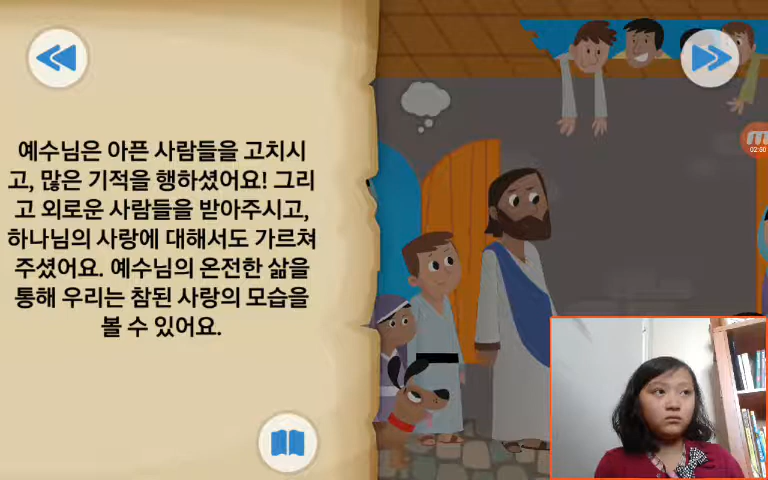 예수님은 아픈 사람들을 고치시
고, 많은 기적을 행하셨어요! 그리
고 외로운 사람들을 받아주시고,
하나님의 사랑에 대해서도 가르쳐
주셨어요. 예수님의 온전한 삶을
통해 우리는 참된 사랑의 모습을
볼 수 있어요.
02:50